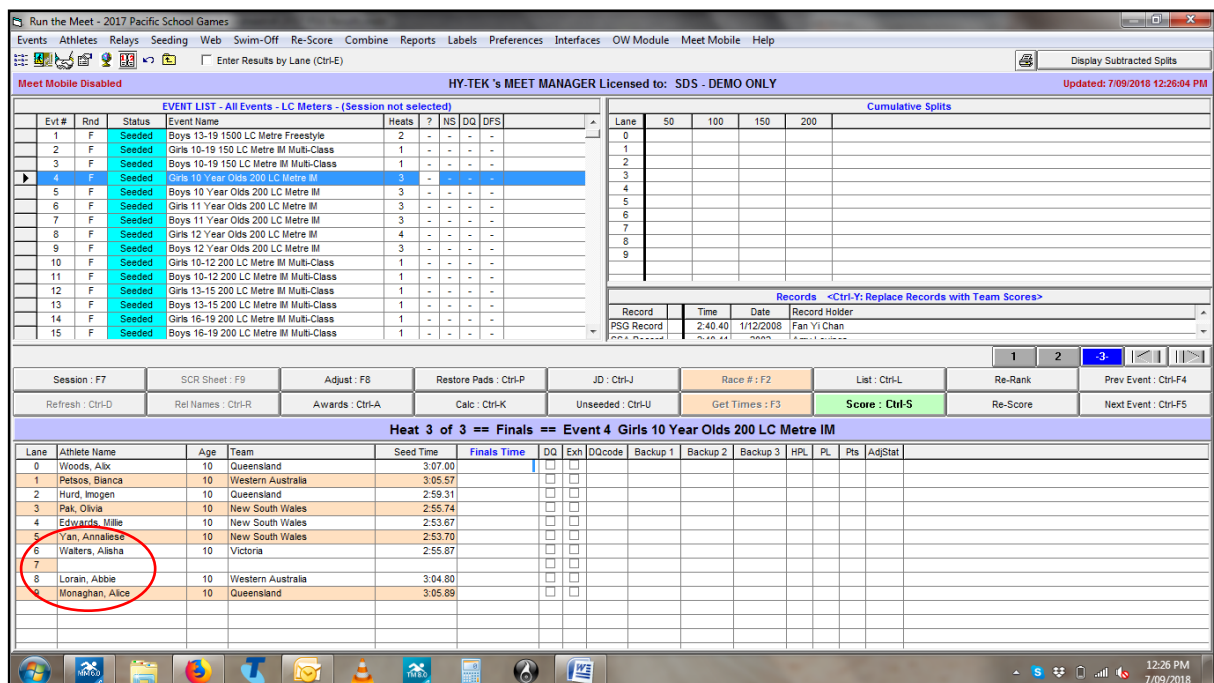 Run the Meet - 2017 Pacific School Games
Events Athletes Relays Seeding Web Swim-Off Re-Score Combine Reports Labels Preferences Interfaces OW Module Meet Mobile Help
Enter Results by Lane (Ctrl-E) Display Subtracted Splits
Meet Mobile Disabled HY-TEK 's MEET MANAGER Licensed to: SDS - DEMO ONLY Updated: 7/09/2018 12:26:04 PM
EVENT LIST - All Events - LC Meters - (Session not selected)
Evt # Rnd Status Event Name Heats ? NS DQ DFS
1 F Seeded Boys 13-19 1500 LC Metre Freestyle 2 - - - -
2 F Seeded Girls 10-19 150 LC Metre IM Multi-Class 1 - - - -
3 F Seeded Boys 10-19 150 LC Metre IM Multi-Class 1 - - - -
4 F Seeded Girls 10 Year Olds 200 LC Metre IM 3 - - - -
5 F Seeded Boys 10 Year Olds 200 LC Metre IM 3 - - - -
6 F Seeded Girls 11 Year Olds 200 LC Metre IM 3 - - - -
7 F Seeded Boys 11 Year Olds 200 LC Metre IM 3 - - - -
8 F Seeded Girls 12 Year Olds 200 LC Metre IM 4 - - - -
9 F Seeded Boys 12 Year Olds 200 LC Metre IM 3 - - - -
10 F Seeded Girls 10-12 200 LC Metre IM Multi-Class 1 - - - -
11 F Seeded Boys 10-12 200 LC Metre IM Multi-Class 1 - - - -
12 F Seeded Girls 13-15 200 LC Metre IM Multi-Class 1 - - - -
13 F Seeded Boys 13-15 200 LC Metre IM Multi-Class 1 - - - -
14 F Seeded Girls 16-19 200 LC Metre IM Multi-Class 1 - - - -
15 F Seeded Boys 16-19 200 LC Metre IM Multi-Class 1 - - - -
Cumulative Splits
Lane 50 100 150 200
0
1
2
3
4
5
6
7
8
9
Records <Ctrl-Y: Replace Records with Team Scores>
Record Time Date Record Holder
PSG Record 2:40.40 1/12/2008 Fan Yi Chan
1 2 -3-
Session : F7 SCR Sheet : F9 Adjust : F8 Restore Pads : Ctrl-P JD : Ctrl-J Race # : F2 List : Ctrl-L Re-Rank Prev Event : Ctrl-F4
Refresh : Ctrl-D Rel Names : Ctrl-R Awards : Ctrl-A Calc : Ctrl-K Unseeded : Ctrl-U Get Times : F3 Score : Ctrl-S Re-Score Next Event : Ctrl-F5
Heat 3 of 3 == Finals == Event 4 Girls 10 Year Olds 200 LC Metre IM
Lane Athlete Name Age Team Seed Time Finals Time DQ Exh DQcode Backup 1 Backup 2 Backup 3 HPL PL Pts AdjStat
0 Woods, Alix 10 Queensland 3:07.00
1 Petsos, Bianca 10 Western Australia 3:05.57
2 Hurd, Imogen 10 Queensland 2:59.31
3 Pak, Olivia 10 New South Wales 2:55.74
4 Edwards, Millie 10 New South Wales 2:53.67
5 Yan, Annaliese 10 New South Wales 2:53.70
6 Walters, Alisha 10 Victoria 2:55.87
7
8 Lorain, Abbie 10 Western Australia 3:04.80
9 Monaghan, Alice 10 Queensland 3:05.89
12:26 PM
7/09/2018